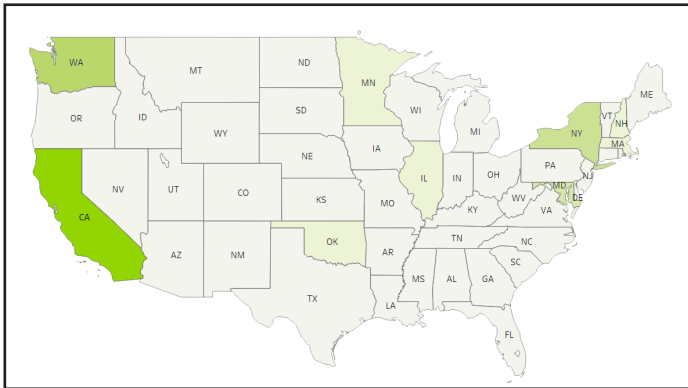 WA
MT
ND
MN
ME
OR
ID
SD
WI
VT
NH
WY
MI
NY
MA
IA
NE
PA
NV
UT
CO
IL
IN
OH
NJ
MD
DE
KS
MO
WV
VA
CA
KY
OK
TN
NC
AZ
NM
AR
SC
MS
AL
GA
TX
LA
FL